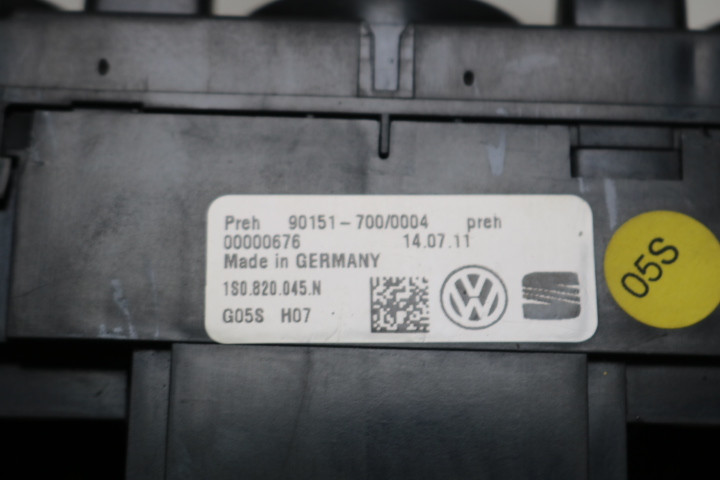 Preh 90151-700/0004 preh
00000676 14.07.11
Made in GERMANY
1S0.820.045.N
G05S H07
05S